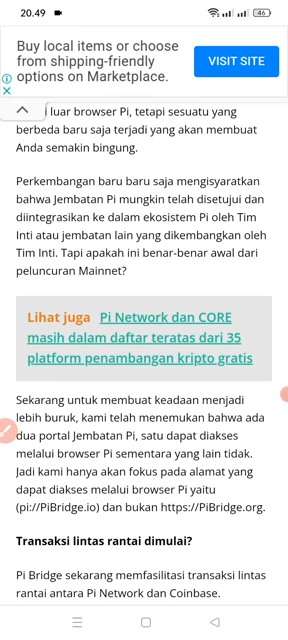 20.49
46
Buy local items or choose
from shipping-friendly
options on Marketplace.
VISIT SITE
luar browser Pi, tetapi sesuatu yang
berbeda baru saja terjadi yang akan membuat
Anda semakin bingung.
Perkembangan baru baru saja mengisyaratkan
bahwa Jembatan Pi mungkin telah disetujui dan
diintegrasikan ke dalam ekosistem Pi oleh Tim
Inti atau jembatan lain yang dikembangkan oleh
Tim Inti. Tapi apakah ini benar-benar awal dari
peluncuran Mainnet?
Lihat juga Pi Network dan CORE
masih dalam daftar teratas dari 35
platform penambangan kripto gratis
Sekarang untuk membuat keadaan menjadi
lebih buruk, kami telah menemukan bahwa ada
dua portal Jembatan Pi, satu dapat diakses
melalui browser Pi sementara yang lain tidak.
Jadi kami hanya akan fokus pada alamat yang
dapat diakses melalui browser Pi yaitu
(pi://PiBridge.io) dan bukan https://PiBridge.org.
Transaksi lintas rantai dimulai?
Pi Bridge sekarang memfasilitasi transaksi lintas
rantai antara Pi Network dan Coinbase.